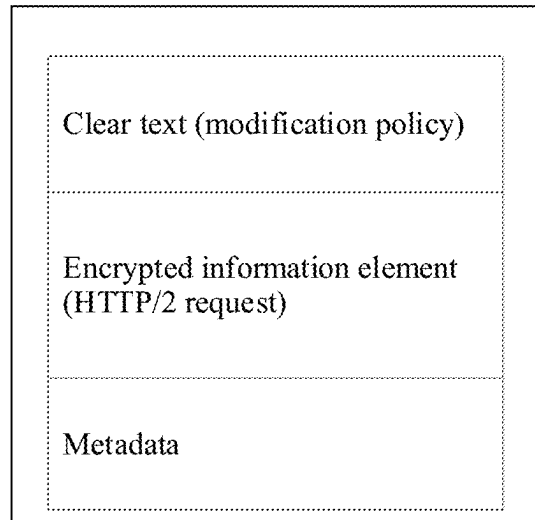 Clear text (modification policy)
Encrypted information element
(HTTP/2 request)
Metadata